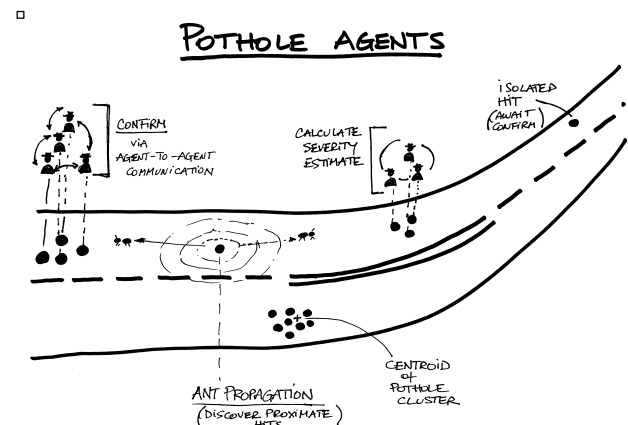 POTHOLE AGENTS
CONFIRM
VIA
AGENT-TO-AGENT
COMMUNICATION
CALCULATE
SEVERITY
ESTIMATE
ISOLATED
HIT
(AWAIT
CONFIRM)
CENTROID
of
POTHOLE
CLUSTER
ANT PROPAGATION
(DISCOVER PROXIMATE
HITS)